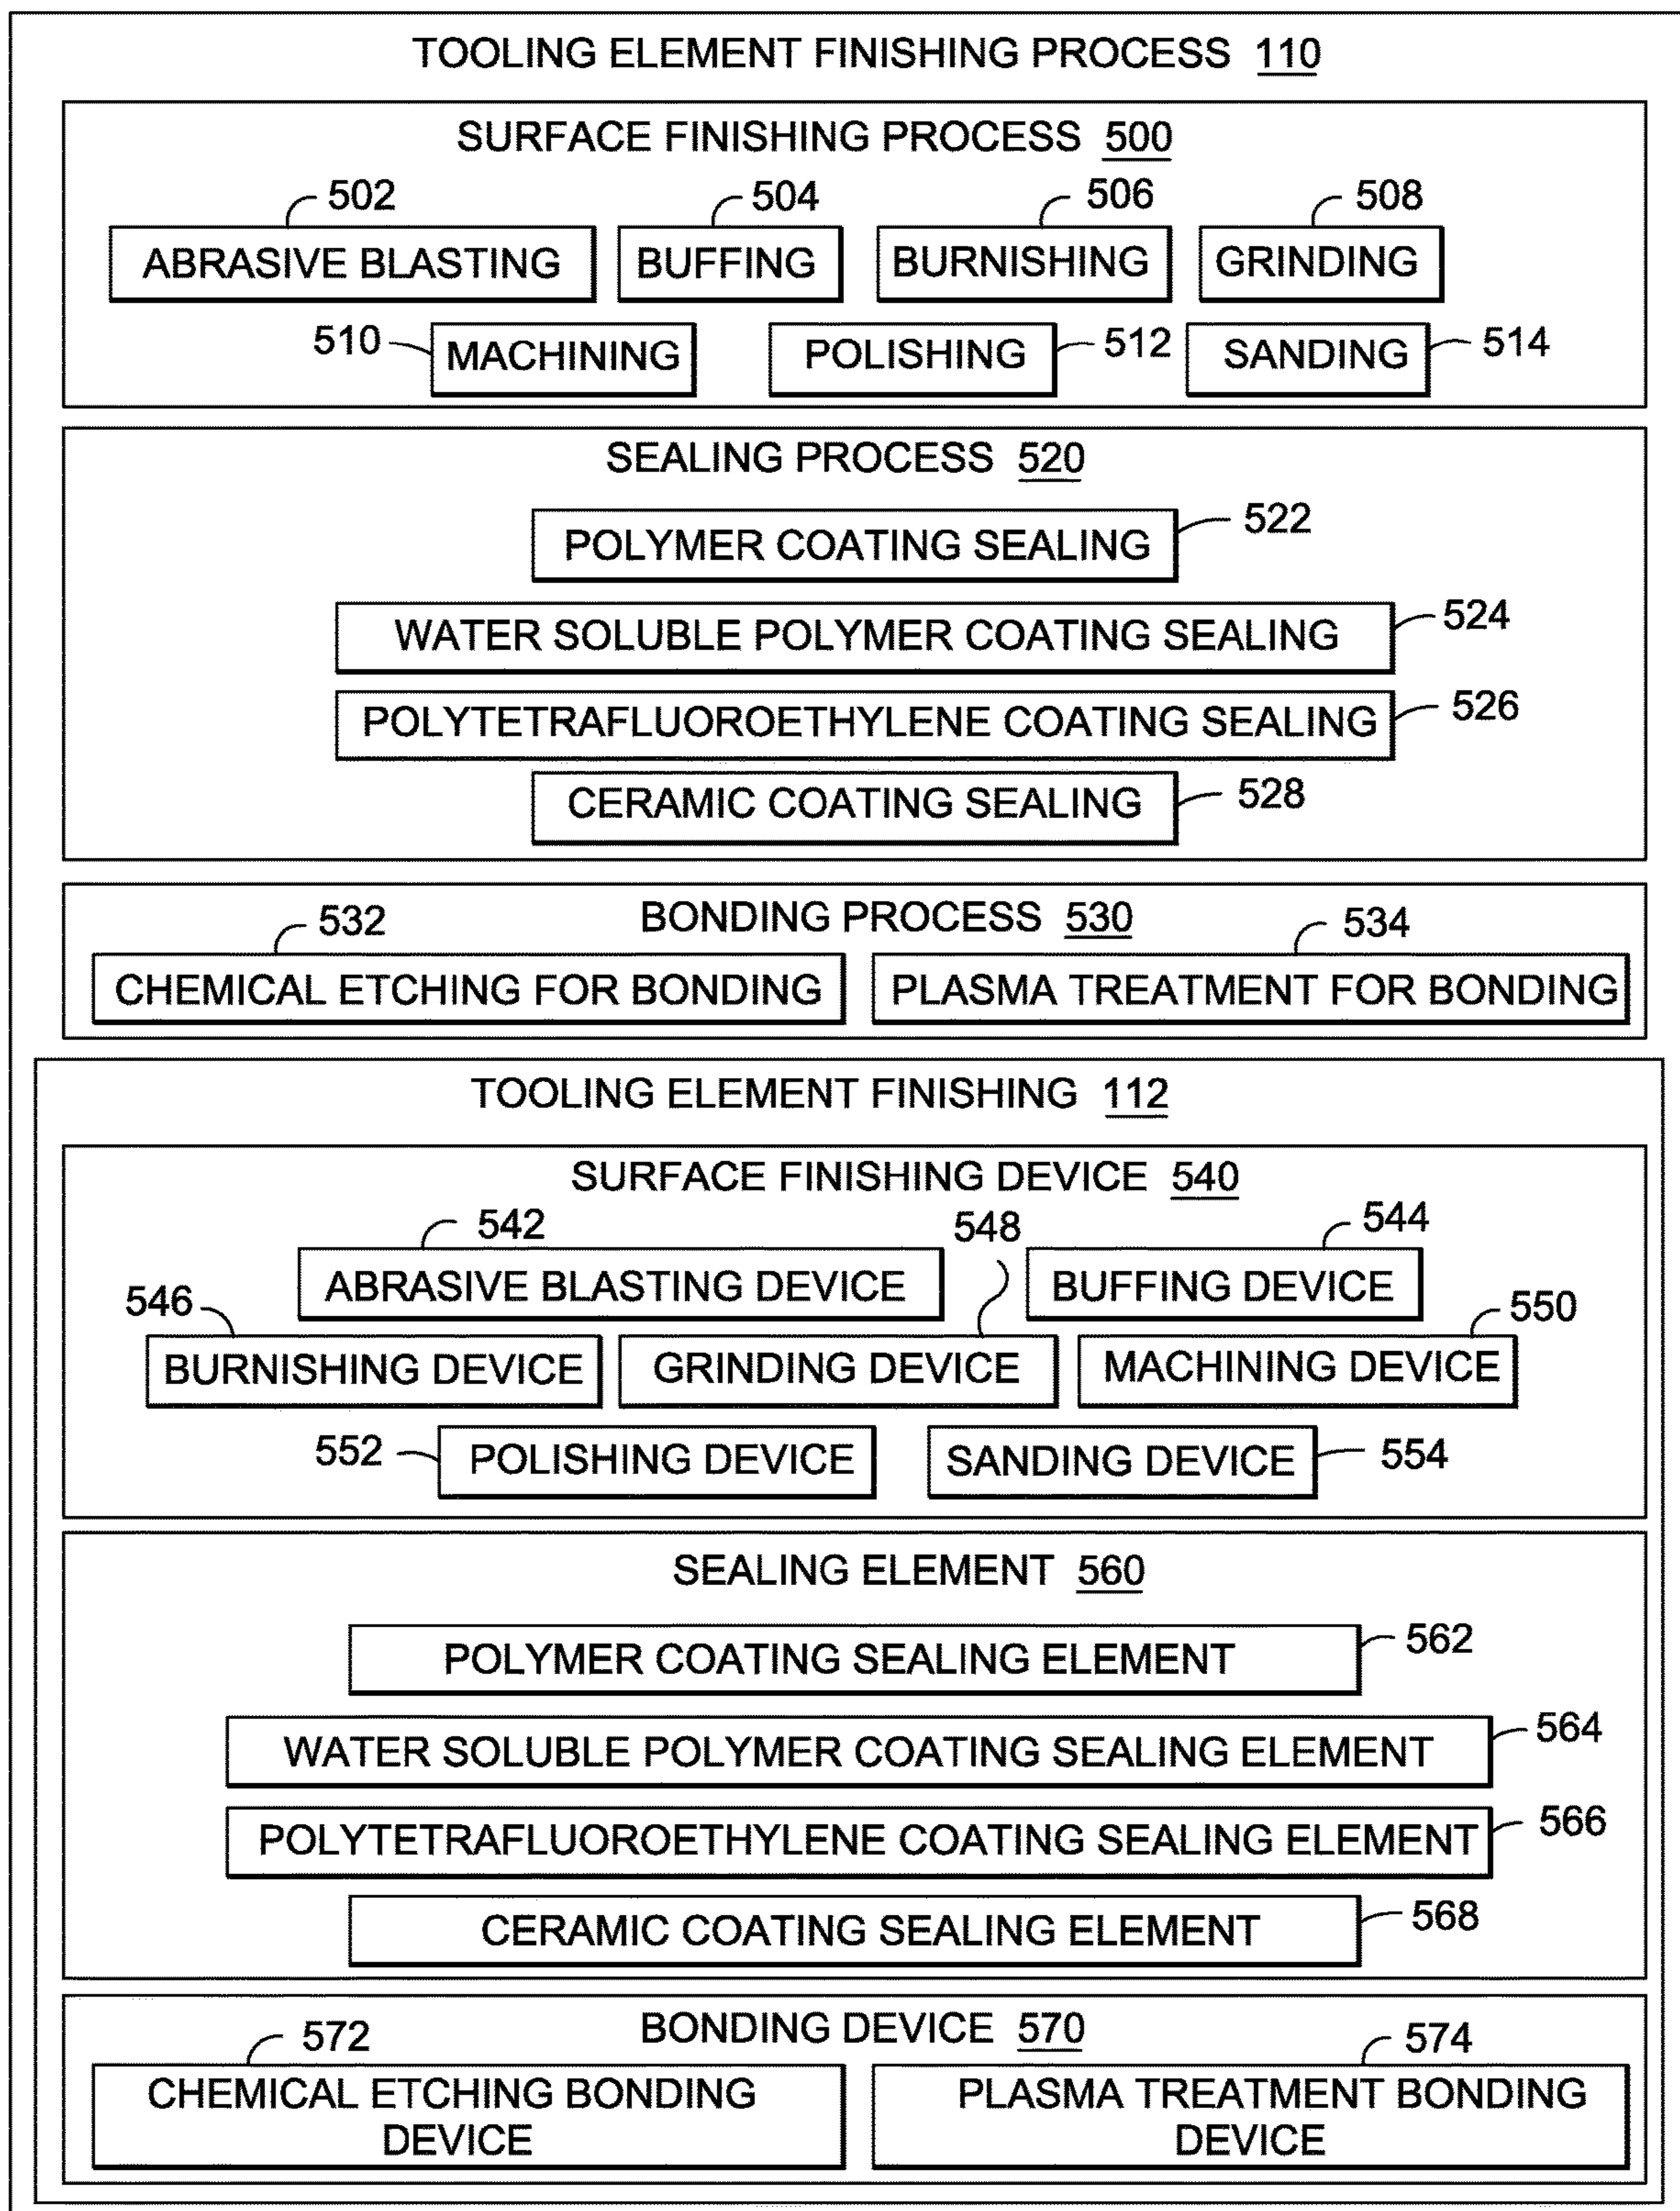 TOOLING ELEMENT FINISHING PROCESS 110
SURFACE FINISHING PROCESS 500
502 504 506 508
ABRASIVE BLASTING BUFFING BURNISHING GRINDING
510 MACHINING POLISHING 512 SANDING 514
SEALING PROCESS 520
POLYMER COATING SEALING 522
WATER SOLUBLE POLYMER COATING SEALING 524
POLYTETRAFLUOROETHYLENE COATING SEALING 526
CERAMIC COATING SEALING 528
532 BONDING PROCESS 530 534
CHEMICAL ETCHING FOR BONDING PLASMA TREATMENT FOR BONDING
TOOLING ELEMENT FINISHING 112
SURFACE FINISHING DEVICE 540
542 548 544
ABRASIVE BLASTING DEVICE BUFFING DEVICE
546 550
BURNISHING DEVICE GRINDING DEVICE MACHINING DEVICE
552 POLISHING DEVICE SANDING DEVICE 554
SEALING ELEMENT 560
POLYMER COATING SEALING ELEMENT 562
WATER SOLUBLE POLYMER COATING SEALING ELEMENT 564
POLYTETRAFLUOROETHYLENE COATING SEALING ELEMENT 566
CERAMIC COATING SEALING ELEMENT 568
572 BONDING DEVICE 570 574
CHEMICAL ETCHING BONDING PLASMA TREATMENT BONDING
DEVICE DEVICE